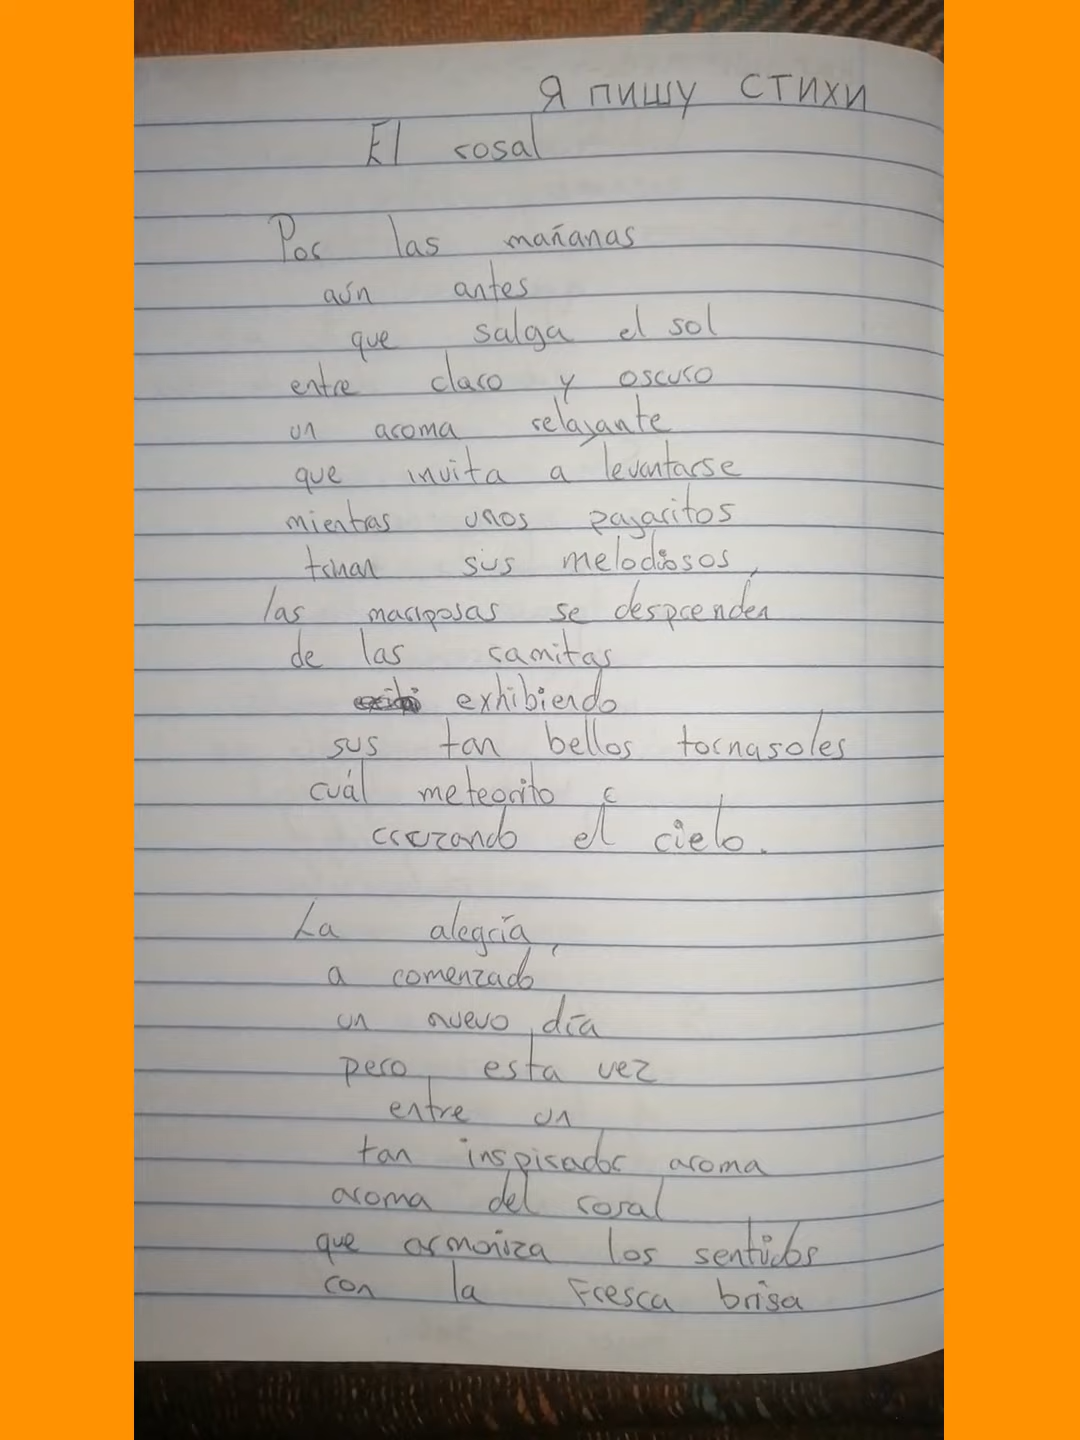 Я ПИШУ СТИХИ
El rosal
Por las mañanas
aún antes
que salga el sol
entre claro y oscuro
un aroma relajante
que invita a levantarse
mientras unos pajaritos
tonan sus melodiosos,
las mariposas se desprenden
de las ramitas
exhibiendo
sus tan bellos tornasoles
cuál meteorito
cruzando el cielo.
La alegría,
a comenzado
un nuevo día
pero esta vez
entre un
tan inspirador aroma
aroma del rosal
que armoniza los sentidos
con la Fresca brisa